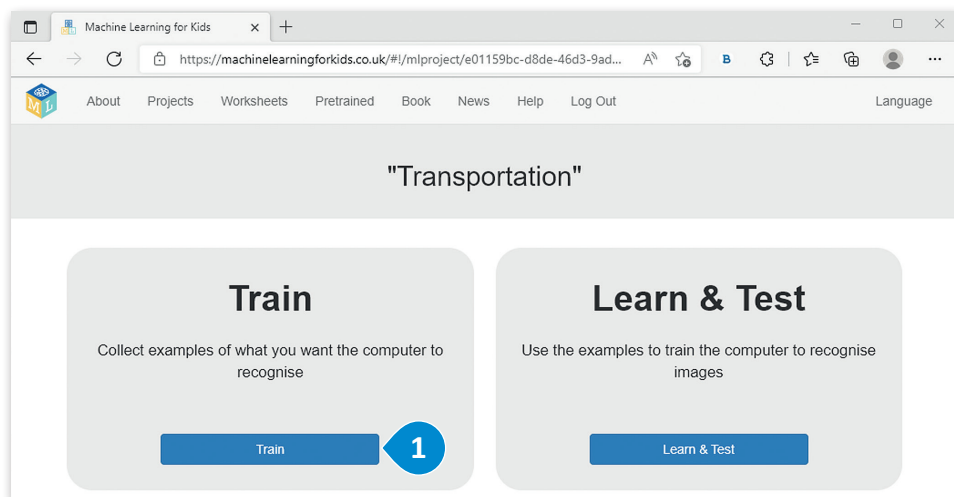 Machine Learning for Kids
https://machinelearningforkids.co.uk/#!/mlproject/e01159bc-d8de-46d3-9ad...
B
ML
About Projects Worksheets Pretrained Book News Help Log Out Language
"Transportation"
Train
Collect examples of what you want the computer to
recognise
Train
1
Learn & Test
Use the examples to train the computer to recognise
images
Learn & Test